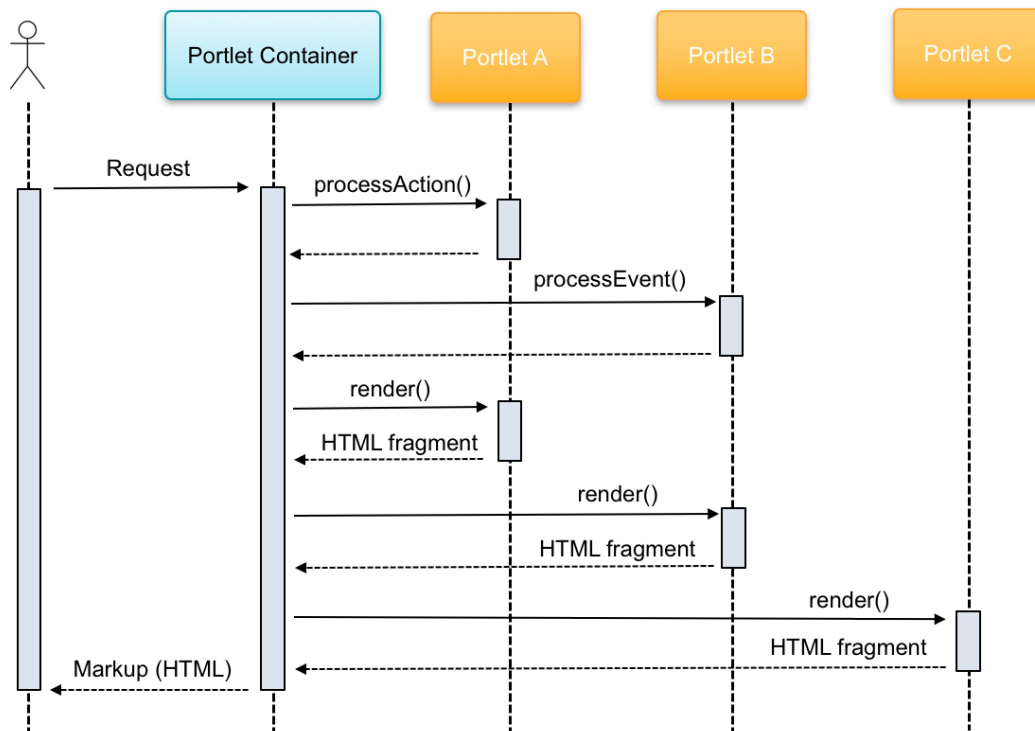 Portlet Container
Portlet A
Portlet B
Portlet C
Request
processAction()
processEvent()
render()
HTML fragment
render()
HTML fragment
render()
HTML fragment
Markup (HTML)